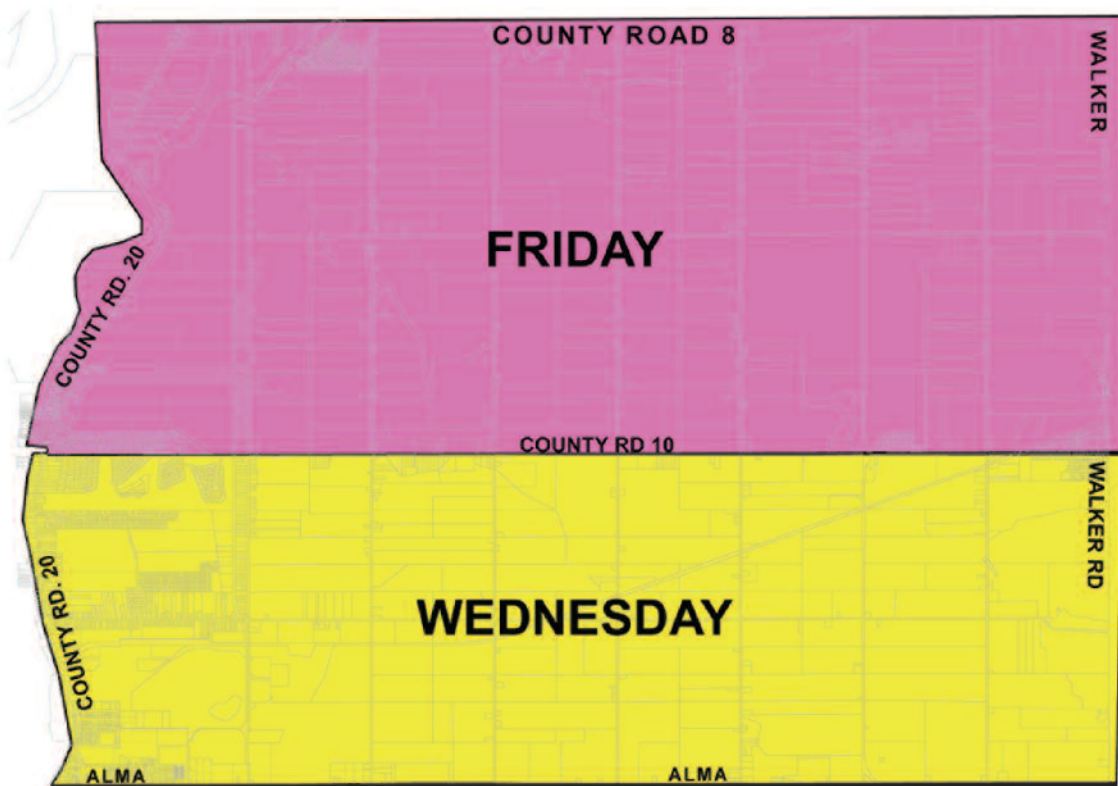 COUNTY ROAD 8
WALKER
FRIDAY
COUNTY RD. 20
COUNTY RD 10
WALKER RD
COUNTY RD. 20
WEDNESDAY
ALMA
ALMA